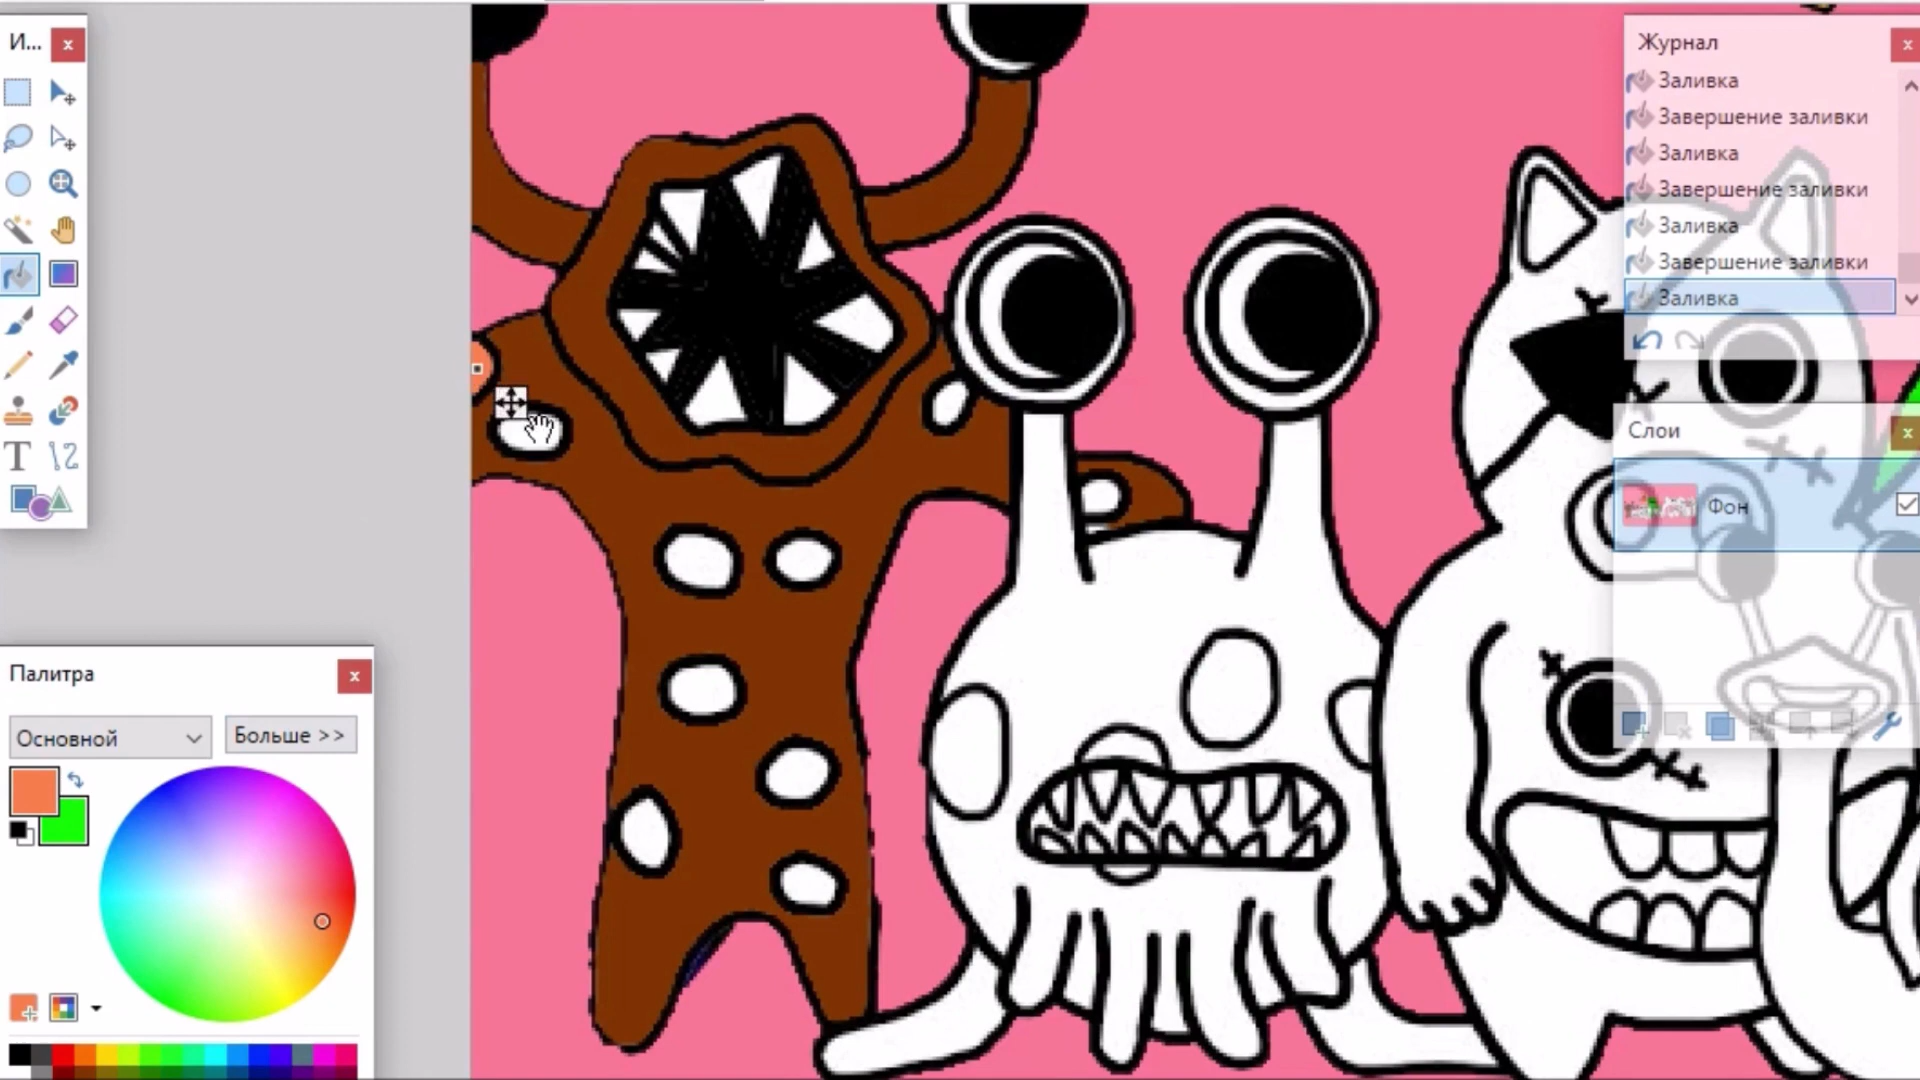 И...
Журнал
Заливка
Завершение заливки
Заливка
Завершение заливки
Заливка
Завершение заливки
Заливка
Слои
Фон
Палитра
Основной
Больше >>